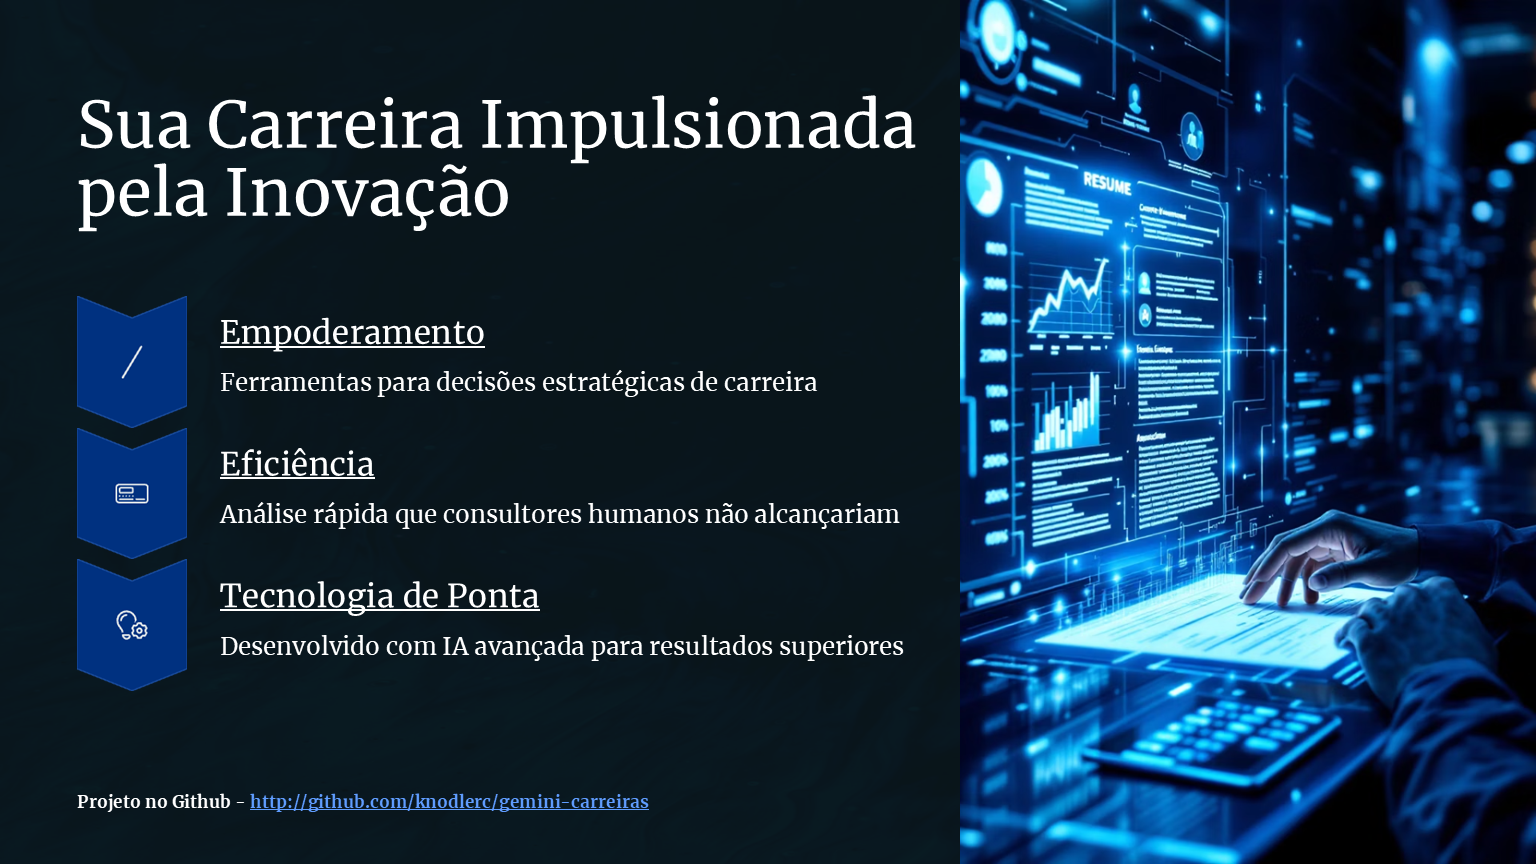 Sua Carreira Impulsionada
pela Inovação
Empoderamento
Ferramentas para decisões estratégicas de carreira
Eficiência
Análise rápida que consultores humanos não alcançariam
Tecnologia de Ponta
Desenvolvido com IA avançada para resultados superiores
Projeto no Github - http://github.com/knodlerc/gemini-carreiras
RESUME